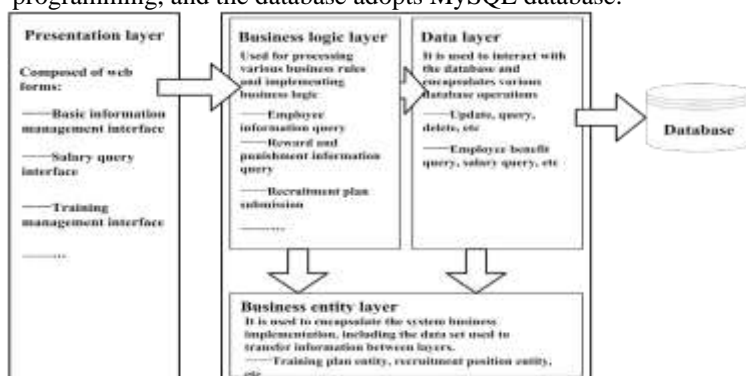 programming, and the database adopts MySQL database.
Presentation layer
Composed of web
forms:
——Basic information
management interface
——Salary query
interface
——Training
management interface
———...
Business logic layer
Used for processing
various business rules
and implementing
business logic
——Employee
information query
——Reward and
punishment information
query
——Recruitment plan
submission
———...
Data layer
It is used to interact with
the database and
encapsulates various
database operations
——Update, query,
delete, etc
——Employee benefit
query, salary query, etc
Database
Business entity layer
It is used to encapsulate the system business
implementation, including the data set used to
transfer information between layers.
——Training plan entity, recruitment position entity,
etc